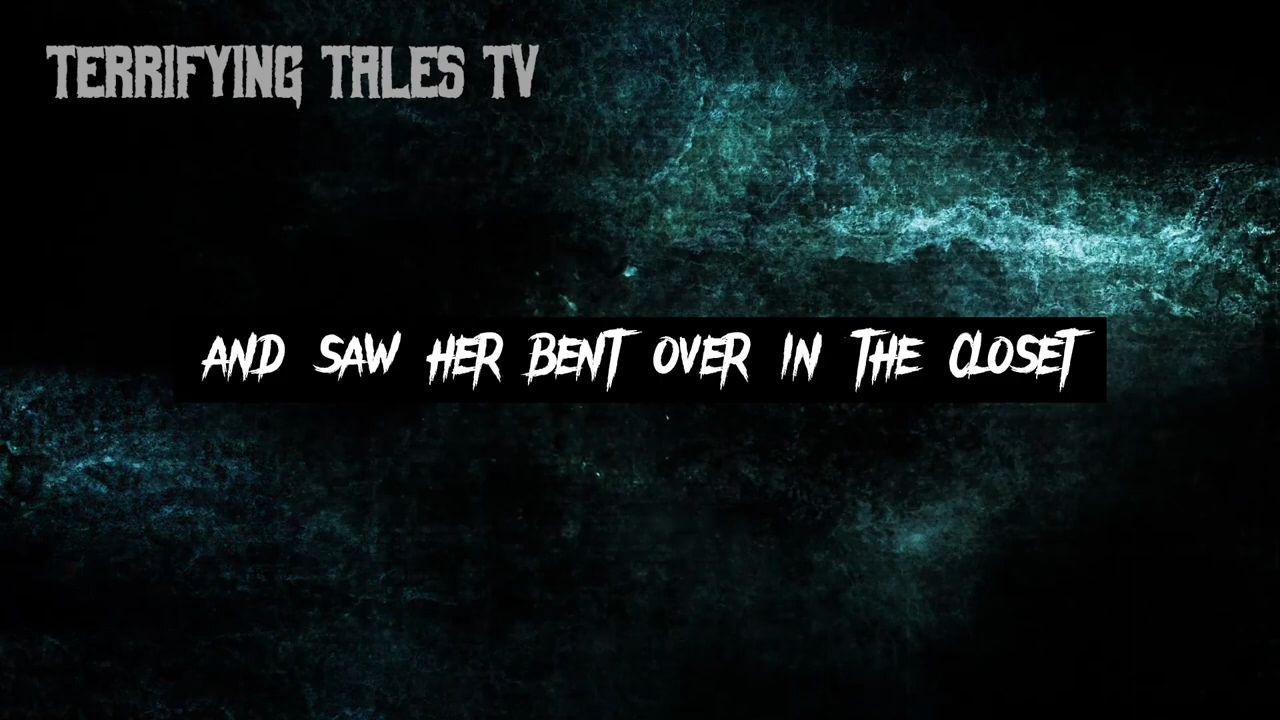 TERRIFYING TALES TV
AND SAW HER BENT OVER IN THE CLOSET